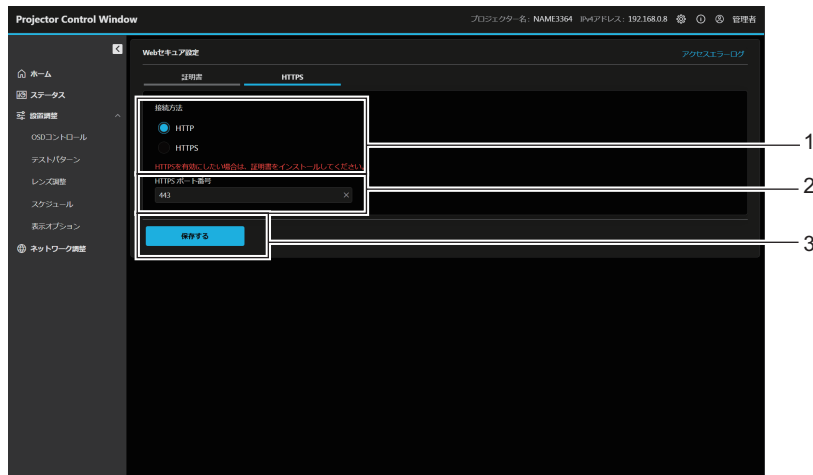 Projector Control Window
プロジェクター名: NAME3364 IPv4アドレス: 192.168.0.8 管理者
Webセキュア設定
アクセスエラーログ
証明書 HTTPS
ホーム
ステータス
設置調整
OSDコントロール
テストパターン
レンズ調整
スケジュール
表示オプション
ネットワーク調整
接続方法
HTTP
HTTPS
HTTPSを有効にしたい場合は、証明書をインストールしてください。
HTTPS ポート番号
443
保存する
1
2
3